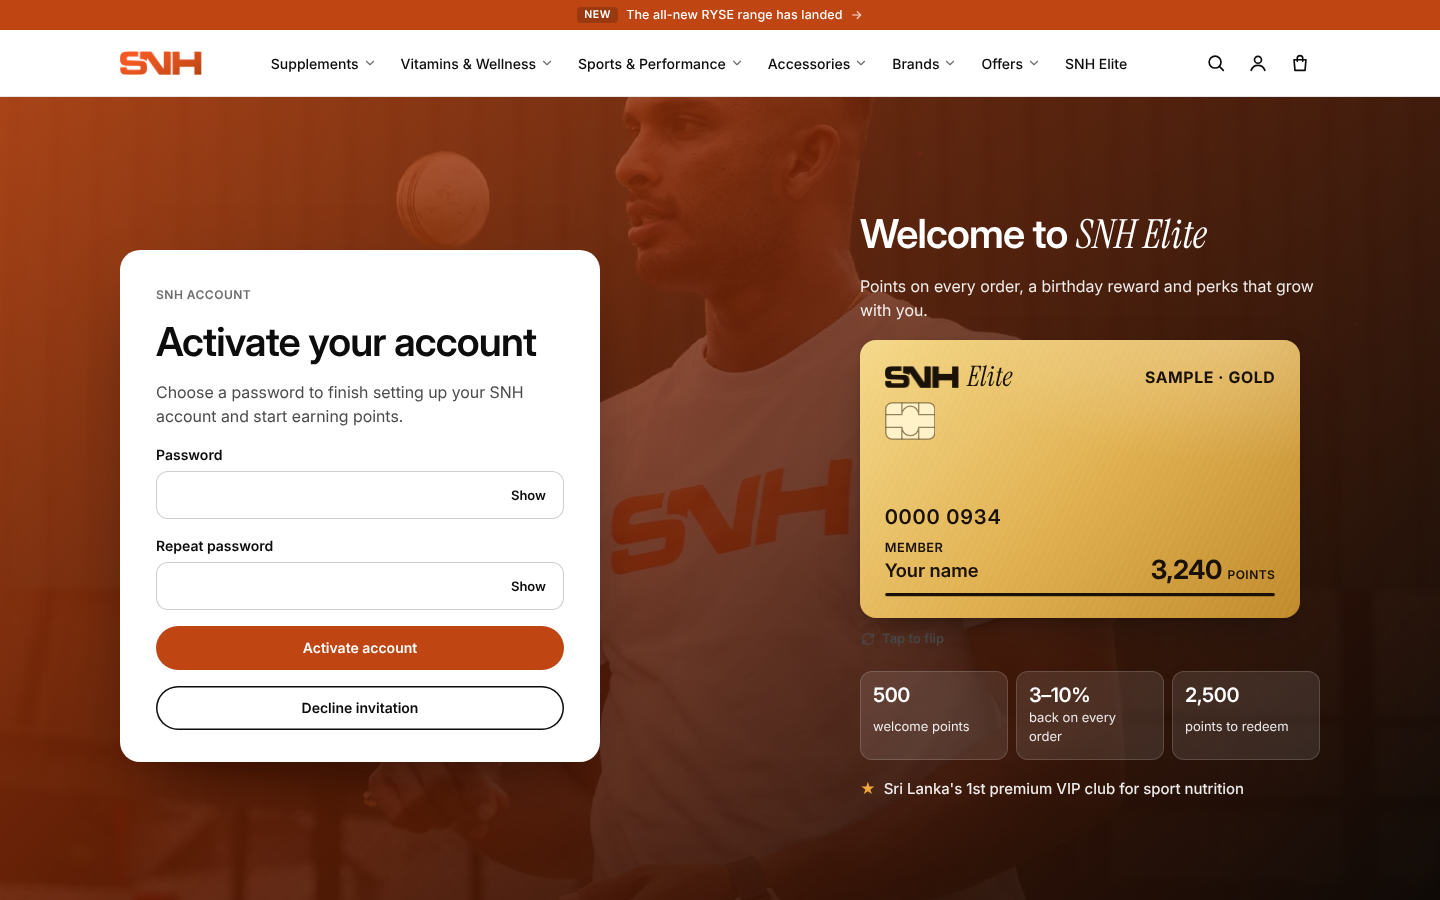 NEW The all-new RYSE range has landed →
SNH
Supplements
Vitamins & Wellness
Sports & Performance
Accessories
Brands
Offers
SNH Elite
SNH ACCOUNT
Activate your account
Choose a password to finish setting up your SNH
account and start earning points.
Password
Show
Repeat password
Show
Activate account
Decline invitation
SNH
Welcome to SNH Elite
Points on every order, a birthday reward and perks that grow
with you.
SNH Elite
SAMPLE · GOLD
0000 0934
MEMBER
Your name
3,240 POINTS
Tap to flip
500
welcome points
3–10%
back on every
order
2,500
points to redeem
★ Sri Lanka's 1st premium VIP club for sport nutrition